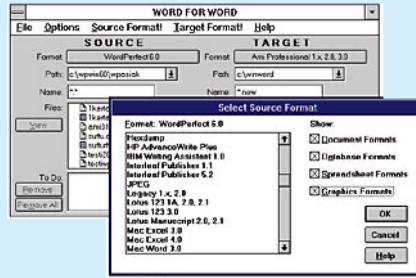 WORD FOR WORD
File Options Source Format! Target Format! Help
SOURCE TARGET
Format: WordPerfect 6.0 Format: Ami Professional 1.x, 2.0, 3.0
Path: c:\wpwin60\wpasiak Path: c:\winword
Name: *.* Name: *.now
Files:
View
To Do:
Remove
Remove All
Select Source Format
Format: WordPerfect 6.0 Show:
Hexdump
HP AdvanceWrite Plus
IBM Writing Assistant 1.0
Interleaf Publisher 1.1
Interleaf Publisher 5.2
JPEG
Legacy 1.x, 2.0
Lotus 123 1A, 2.0, 2.1
Lotus 123 3.0
Lotus Manuscript 2.0, 2.1
Mac Excel 3.0
Mac Excel 4.0
Mac Word 3.0
Document Formats
Database Formats
Spreadsheet Formats
Graphics Formats
OK
Cancel
Help